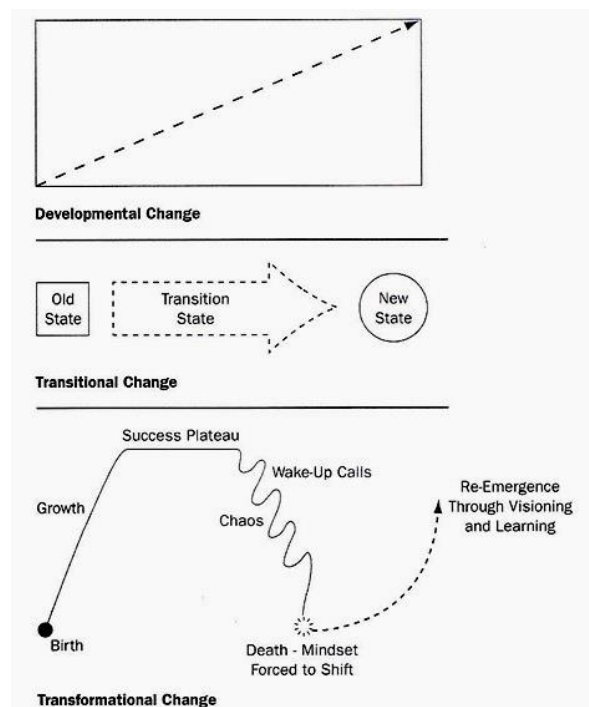 Developmental Change
Old
State
Transition
State
New
State
Transitional Change
Success Plateau
Wake-Up Calls
Growth
Chaos
Re-Emergence
Through Visioning
and Learning
Birth
Death - Mindset
Forced to Shift
Transformational Change